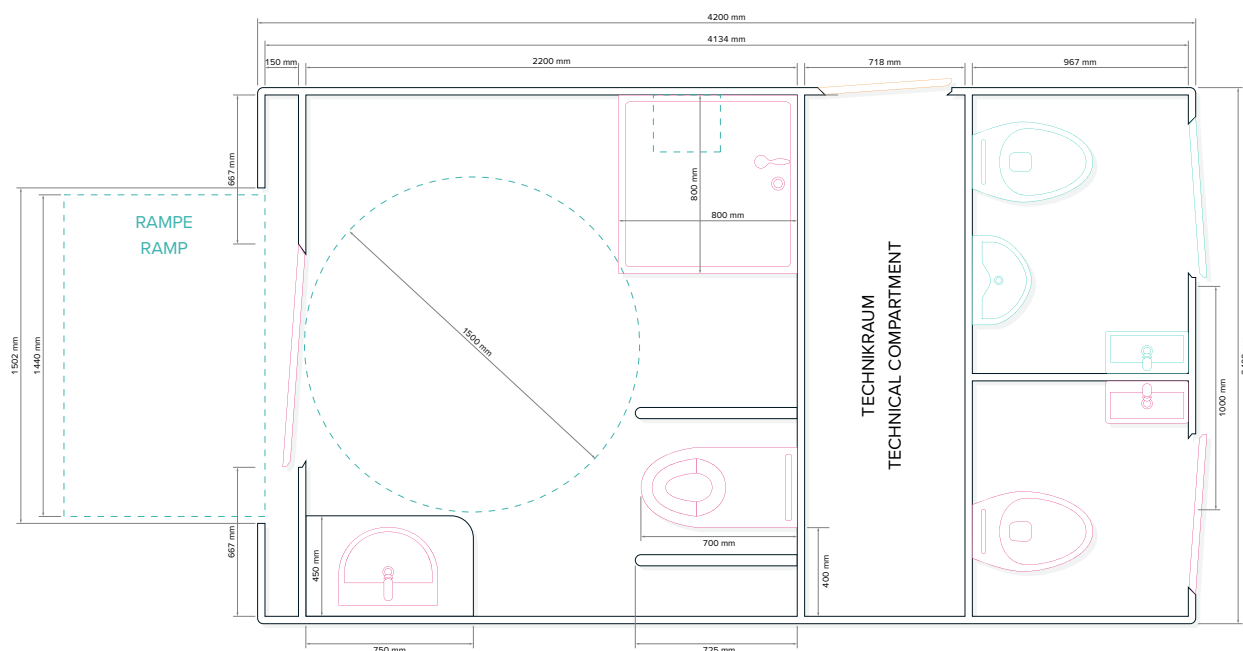 4200 mm
4134 mm
150 mm
2200 mm
718 mm
967 mm
667 mm
800 mm
800 mm
RAMPE
RAMP
1502 mm
1440 mm
1500 mm
TECHNIKRAUM
TECHNICAL COMPARTMENT
1000 mm
667 mm
450 mm
700 mm
400 mm
750 mm
725 mm